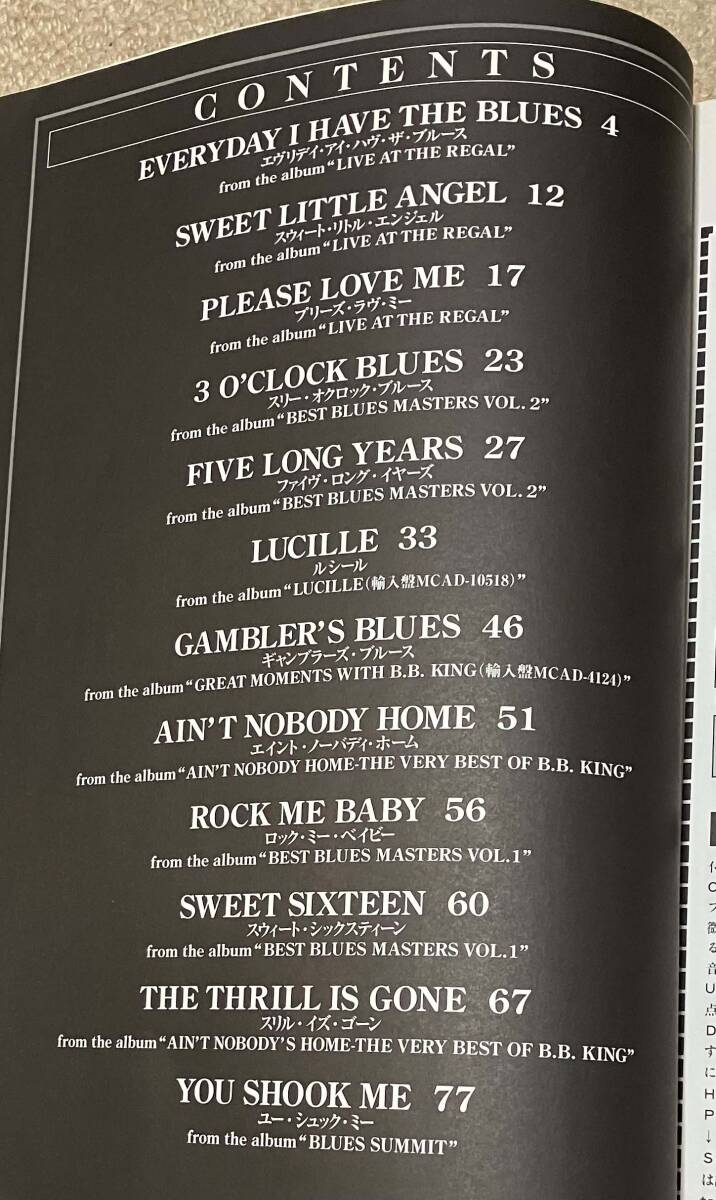 CONTENTS
EVERYDAY I HAVE THE BLUES 4
エヴリデイ・アイ・ハヴ・ザ・ブルース
from the album “LIVE AT THE REGAL”
SWEET LITTLE ANGEL 12
スウィート・リトル・エンジェル
from the album “LIVE AT THE REGAL”
PLEASE LOVE ME 17
プリーズ・ラヴ・ミー
from the album “LIVE AT THE REGAL”
3 O’CLOCK BLUES 23
スリー・オクロック・ブルース
from the album “BEST BLUES MASTERS VOL. 2”
FIVE LONG YEARS 27
ファイヴ・ロング・イヤーズ
from the album “BEST BLUES MASTERS VOL. 2”
LUCILLE 33
ルシール
from the album “LUCILLE (輸入盤MCAD-10518)”
GAMBLER’S BLUES 46
ギャンブラーズ・ブルース
from the album “GREAT MOMENTS WITH B.B. KING (輸入盤MCAD-4124)”
AIN’T NOBODY HOME 51
エイント・ノーバディ・ホーム
from the album “AIN’T NOBODY HOME-THE VERY BEST OF B.B. KING”
ROCK ME BABY 56
ロック・ミー・ベイビー
from the album “BEST BLUES MASTERS VOL.1”
SWEET SIXTEEN 60
スウィート・シックスティーン
from the album “BEST BLUES MASTERS VOL.1”
THE THRILL IS GONE 67
スリル・イズ・ゴーン
from the album “AIN’T NOBODY’S HOME-THE VERY BEST OF B.B. KING”
YOU SHOOK ME 77
ユー・シュック・ミー
from the album “BLUES SUMMIT”
C
フ
徴
る
音
U
点
D
す
に
H
P
↓
S
は